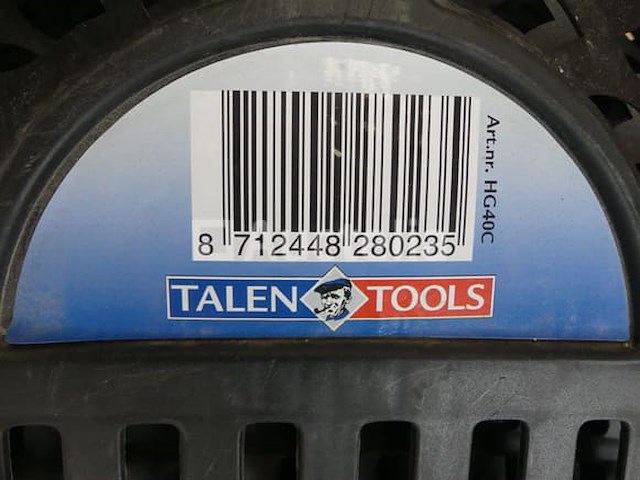 Art.nr. HG40C
8 712448 280235
TALEN TOOLS